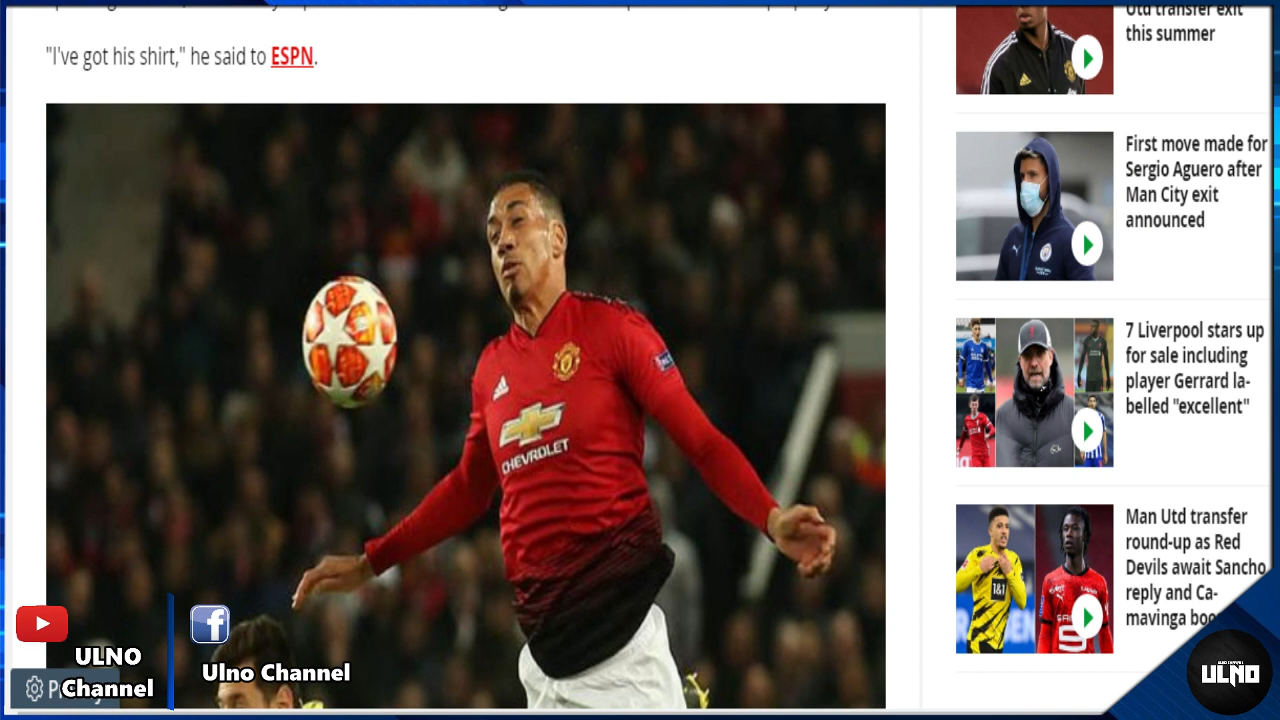 "I've got his shirt," he said to ESPN.
CHEVROLET
Utd transfer exit
this summer
First move made for
Sergio Aguero after
Man City exit
announced
7 Liverpool stars up
for sale including
player Gerrard la-
belled "excellent"
1&1
Man Utd transfer
round-up as Red
Devils await Sancho
reply and Ca-
mavinga boo
ULNO
Channel
Ulno Channel
ULNO